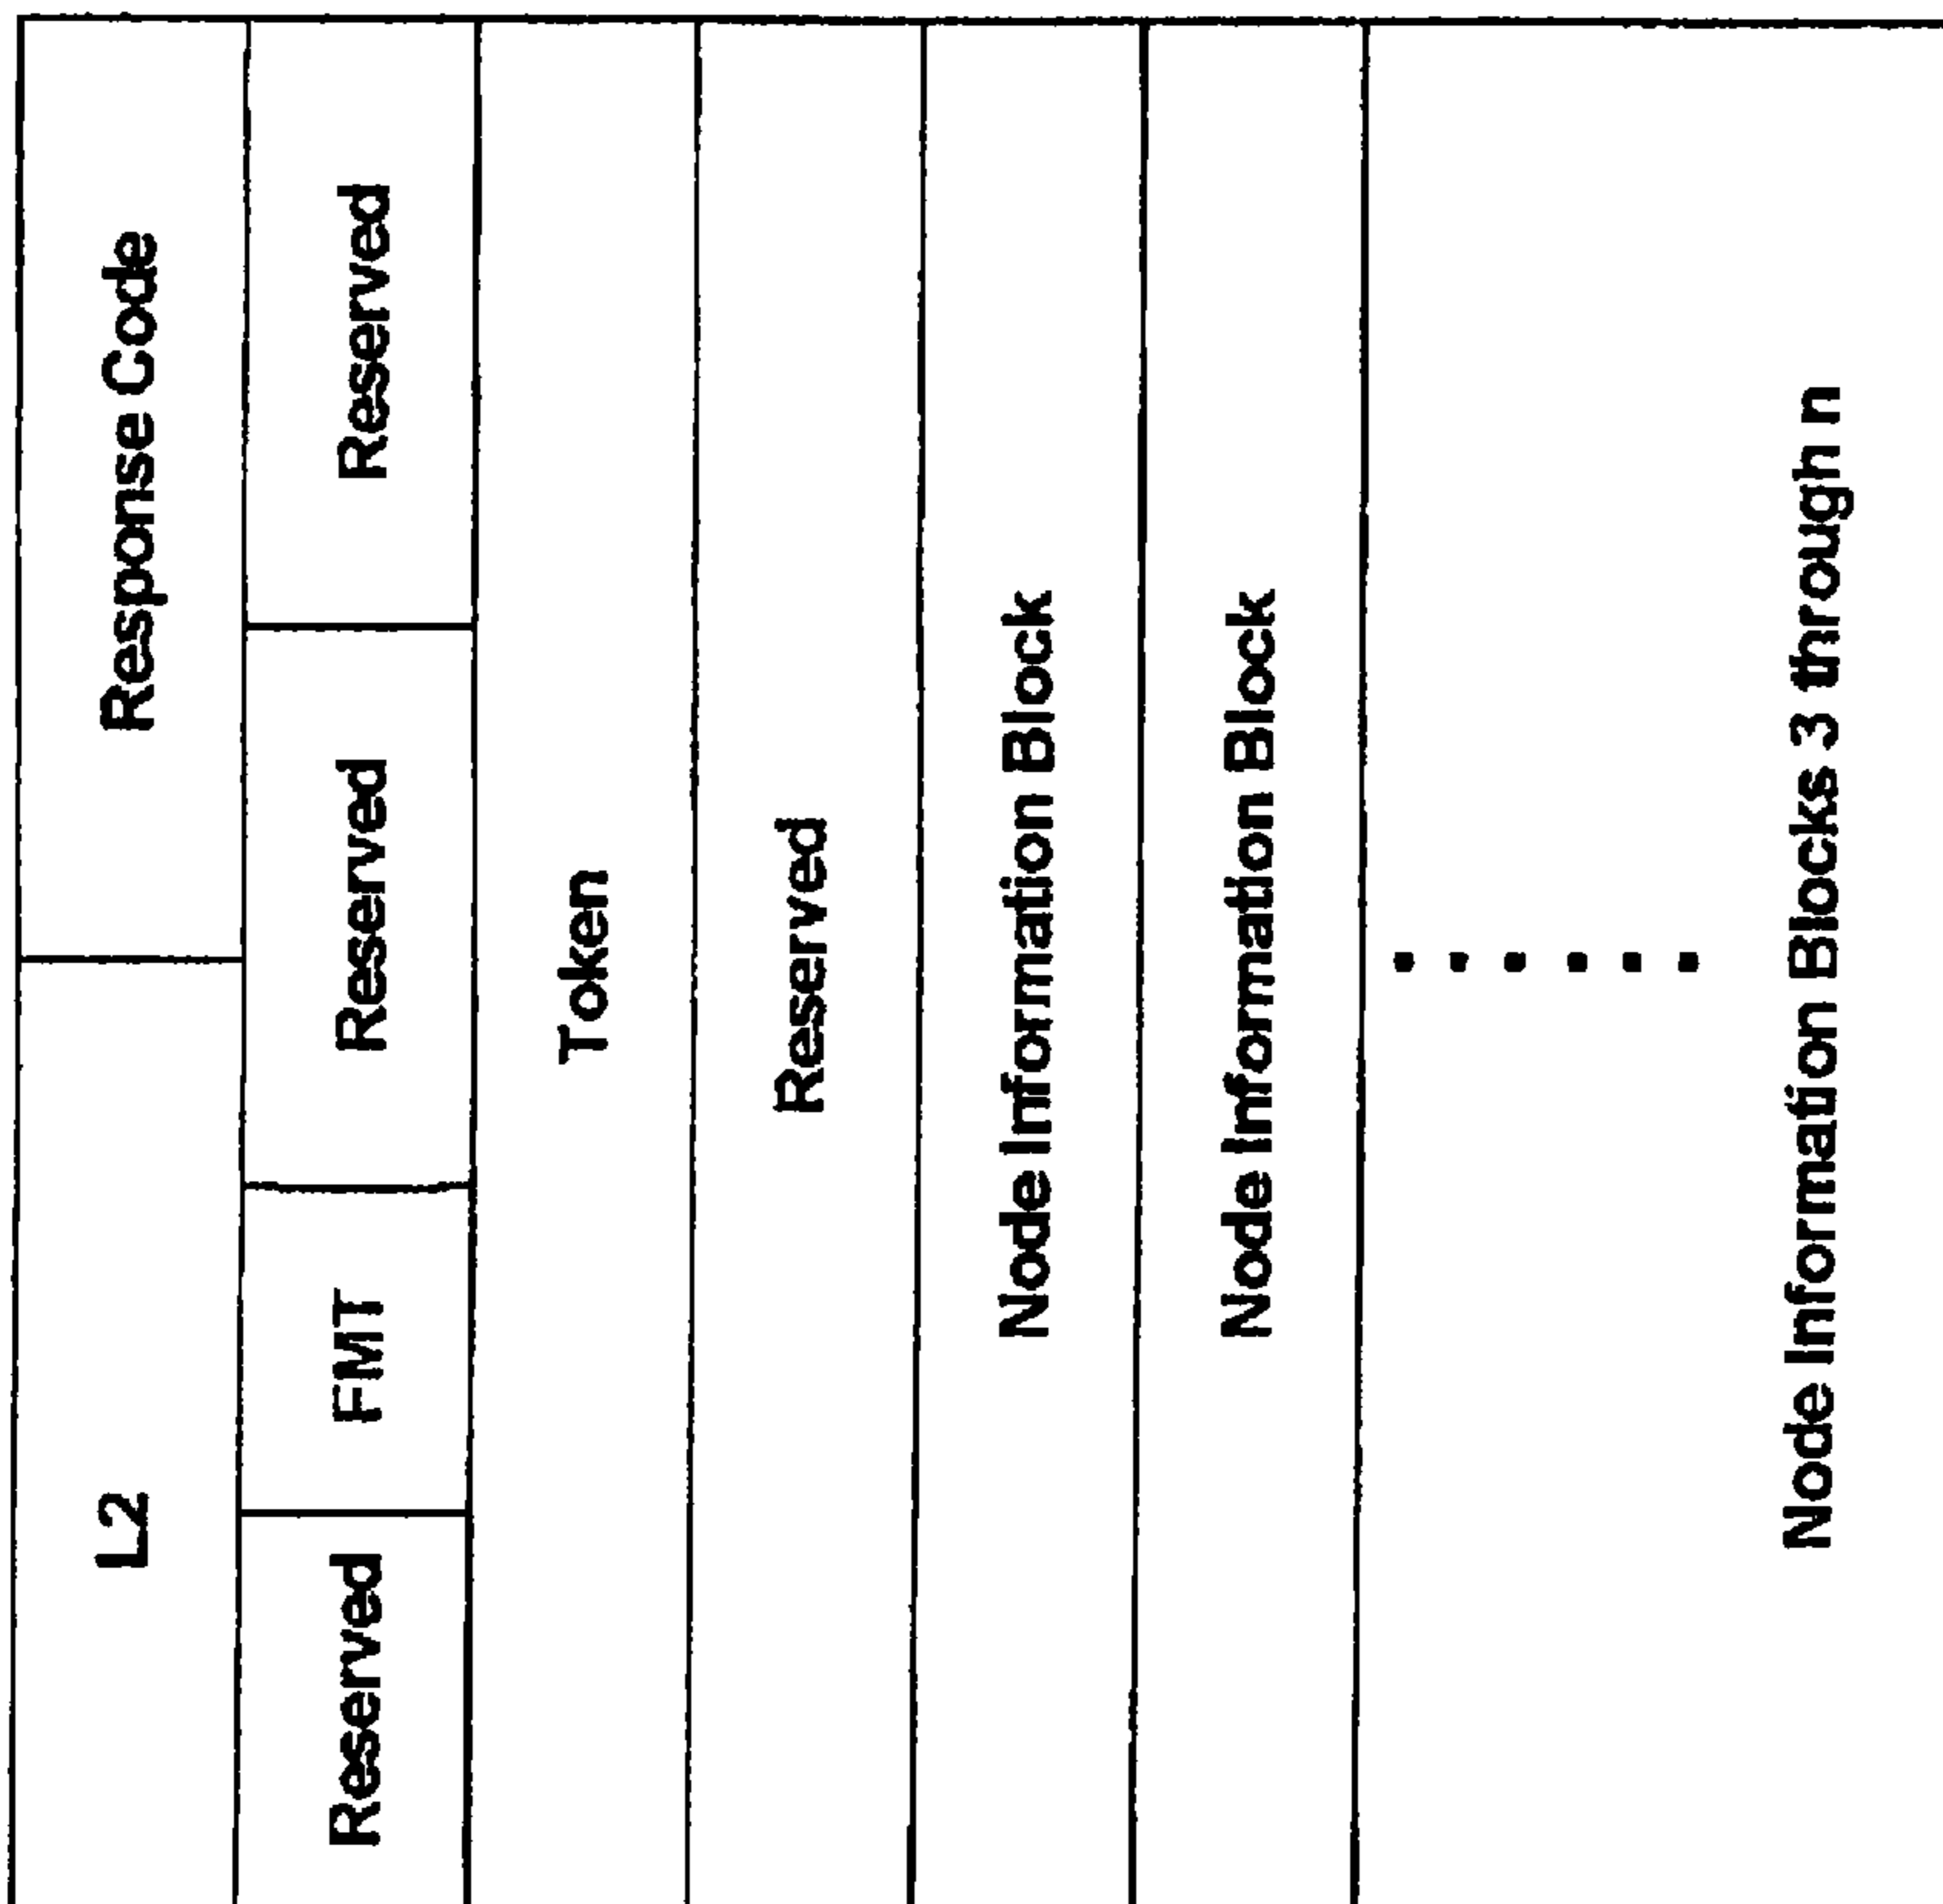 L2
Response Code
Reserved
FMT
Reserved
Reserved
Token
Reserved
Node Information Block
Node Information Block
Node Information Blocks 3 through n